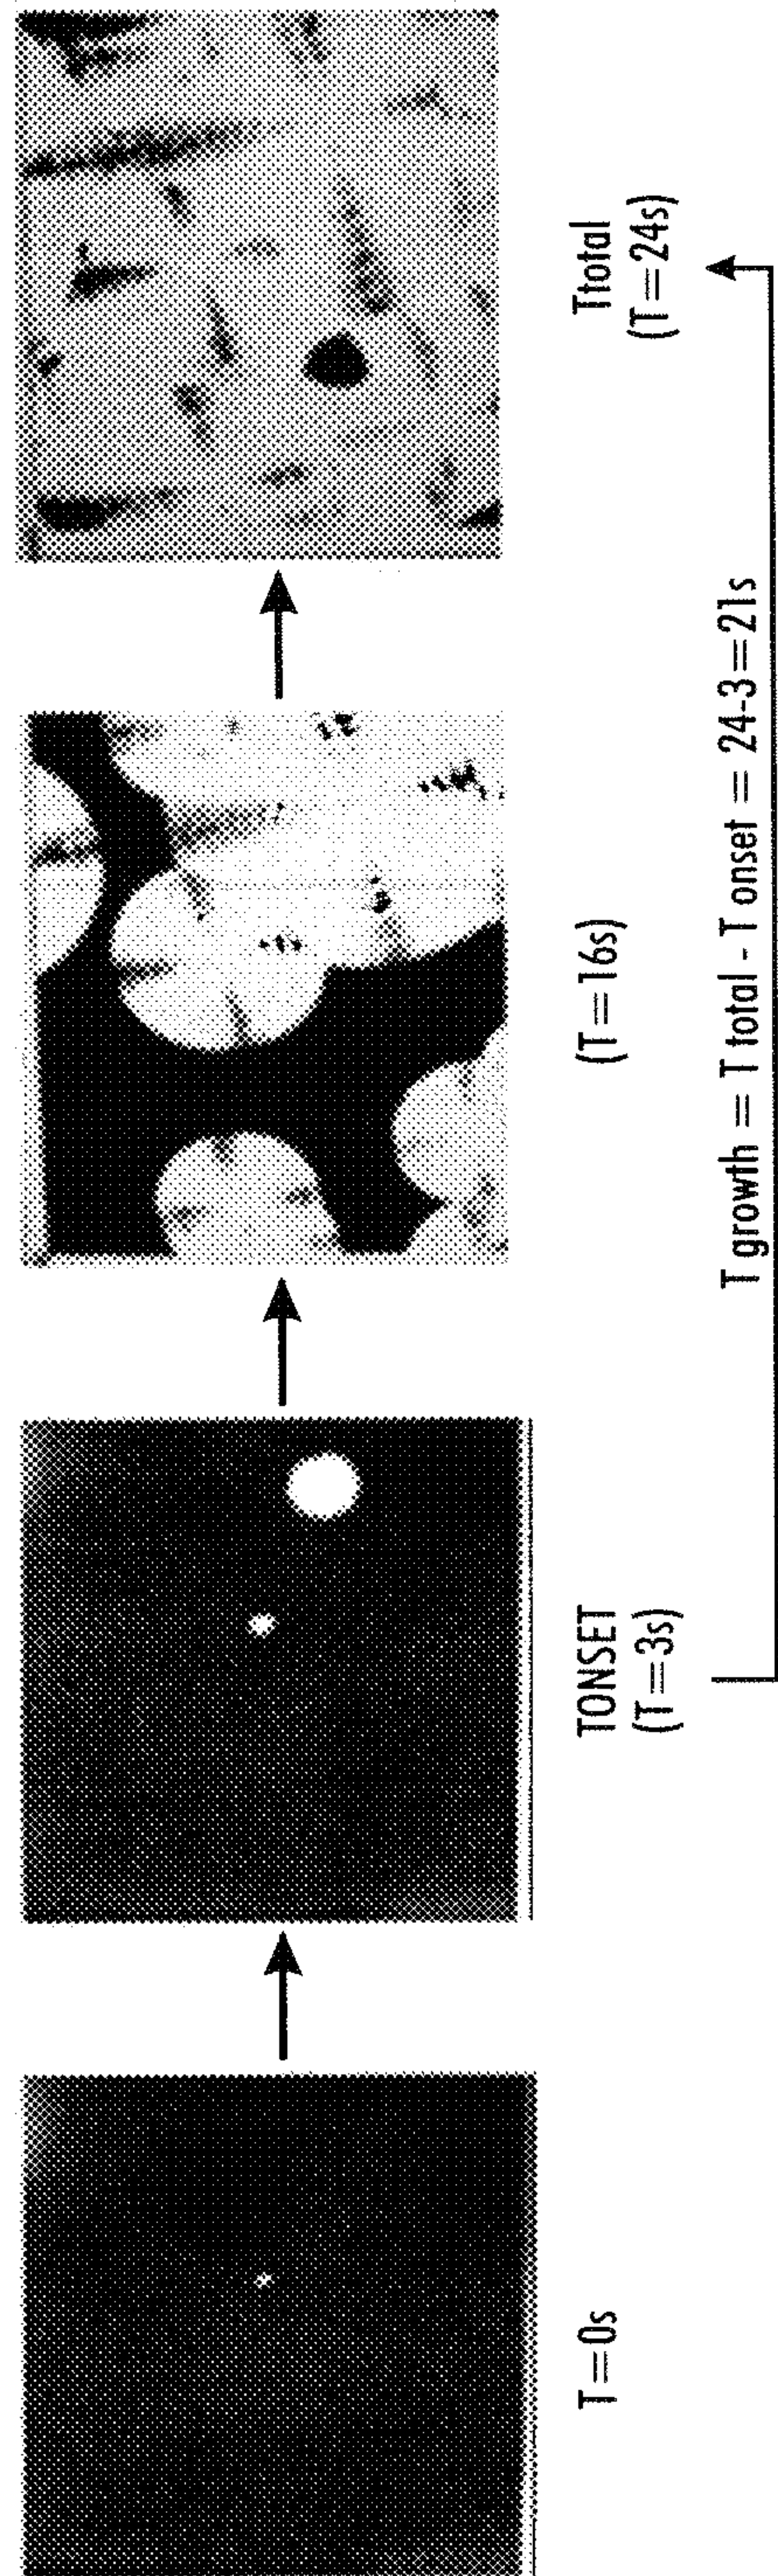 T=0s
TONSET
(T=3s)
(T=16s)
Ttotal
(T=24s)
T growth = T total - T onset = 24-3=21s